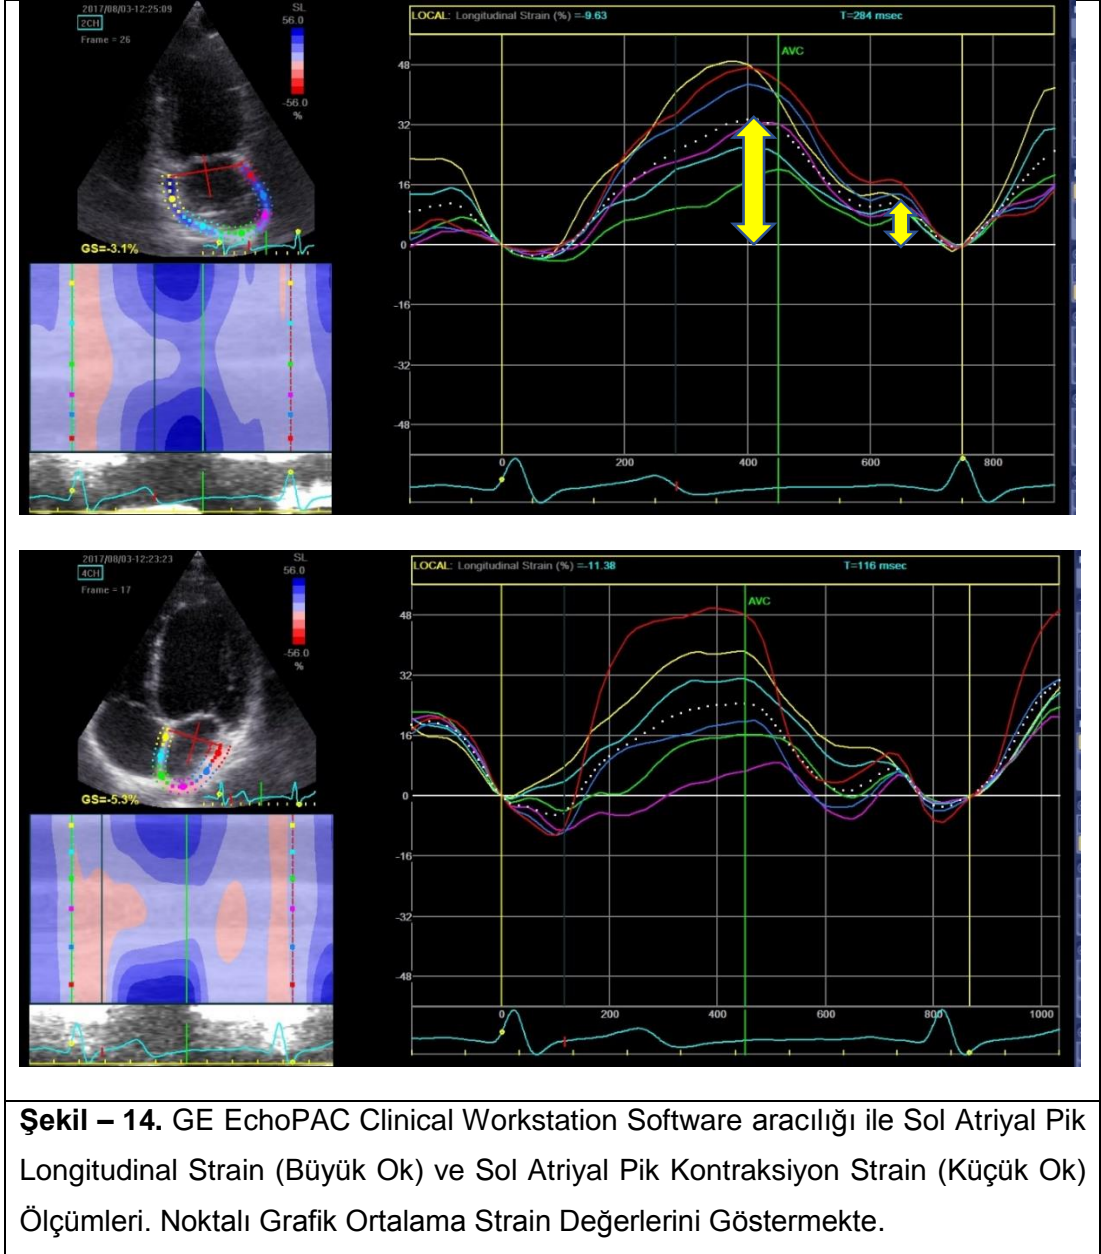 2017/08/03-12:25:09
2CH
Frame = 26
SL
56.0
-56.0
%
GS=-3.1%
LOCAL: Longitudinal Strain (%) =-9.63
T=284 msec
AVC
48
32
16
0
-16
-32
-48
0 200 400 600 800
2017/08/03-12:23:23
4CH
Frame = 17
SL
56.0
-56.0
%
GS=-5.3%
LOCAL: Longitudinal Strain (%) =-11.38
T=116 msec
AVC
48
32
16
0
-16
-32
-48
0 200 400 600 800 1000
Şekil – 14. GE EchoPAC Clinical Workstation Software aracılığı ile Sol Atriyal Pik
Longitudinal Strain (Büyük Ok) ve Sol Atriyal Pik Kontraksiyon Strain (Küçük Ok)
Ölçümleri. Noktalı Grafik Ortalama Strain Değerlerini Göstermekte.